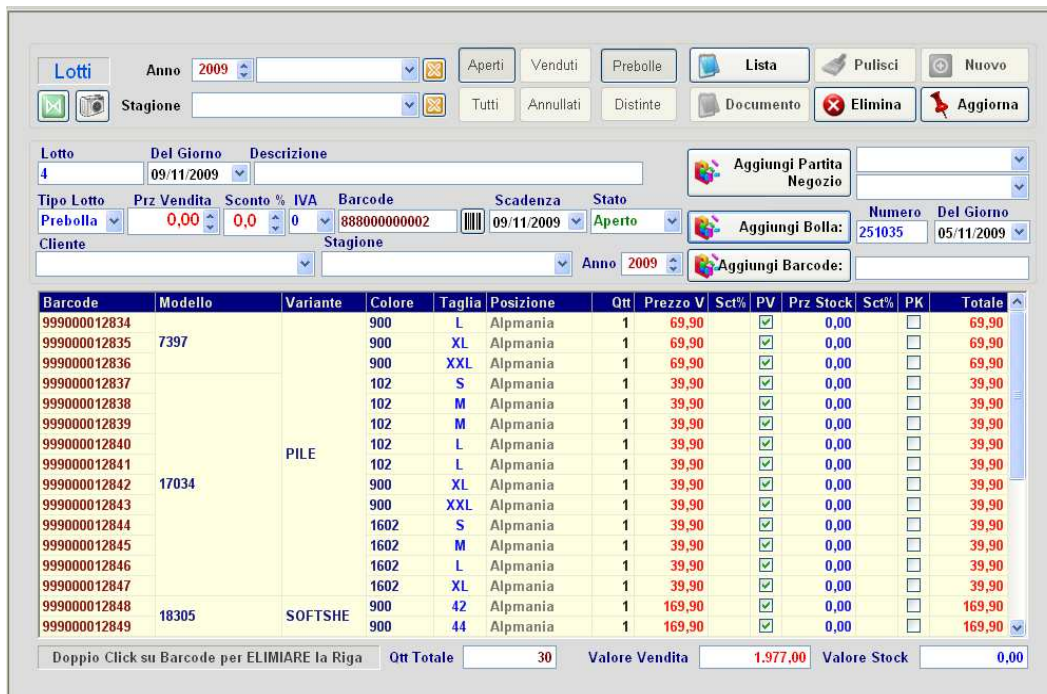 Lotti Anno 2009 Aperti Venduti Prebolle Lista Pulisci Nuovo
Stagione Tutti Annullati Distinte Documento Elimina Aggiorna
Lotto Del Giorno Descrizione
4 09/11/2009
Aggiungi Partita Negozio
Tipo Lotto Prz Vendita Sconto % IVA Barcode Scadenza Stato
Prebolla 0,00 0,0 0 888000000002 09/11/2009 Aperto
Aggiungi Bolla: Numero Del Giorno
251035 05/11/2009
Cliente Stagione
Anno 2009 Aggiungi Barcode:
Barcode Modello Variante Colore Taglia Posizione Qtt Prezzo V Sct% PV Prz Stock Sct% PK Totale
999000012834 900 L Alpmania 1 69,90 0,00 69,90
999000012835 7397 900 XL Alpmania 1 69,90 0,00 69,90
999000012836 900 XXL Alpmania 1 69,90 0,00 69,90
999000012837 102 S Alpmania 1 39,90 0,00 39,90
999000012838 102 M Alpmania 1 39,90 0,00 39,90
999000012839 102 M Alpmania 1 39,90 0,00 39,90
999000012840 PILE 102 L Alpmania 1 39,90 0,00 39,90
999000012841 102 L Alpmania 1 39,90 0,00 39,90
999000012842 17034 900 XL Alpmania 1 39,90 0,00 39,90
999000012843 900 XXL Alpmania 1 39,90 0,00 39,90
999000012844 1602 S Alpmania 1 39,90 0,00 39,90
999000012845 1602 M Alpmania 1 39,90 0,00 39,90
999000012846 1602 L Alpmania 1 39,90 0,00 39,90
999000012847 1602 XL Alpmania 1 39,90 0,00 39,90
999000012848 18305 SOFTSHE 900 42 Alpmania 1 169,90 0,00 169,90
999000012849 900 44 Alpmania 1 169,90 0,00 169,90
Doppio Click su Barcode per ELIMIARE la Riga Qtt Totale 30 Valore Vendita 1.977,00 Valore Stock 0,00